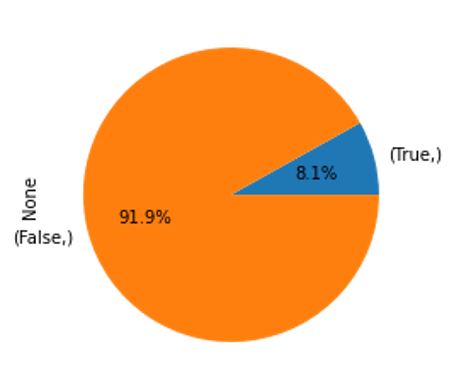 (True,)
8.1%
None
91.9%
(False,)